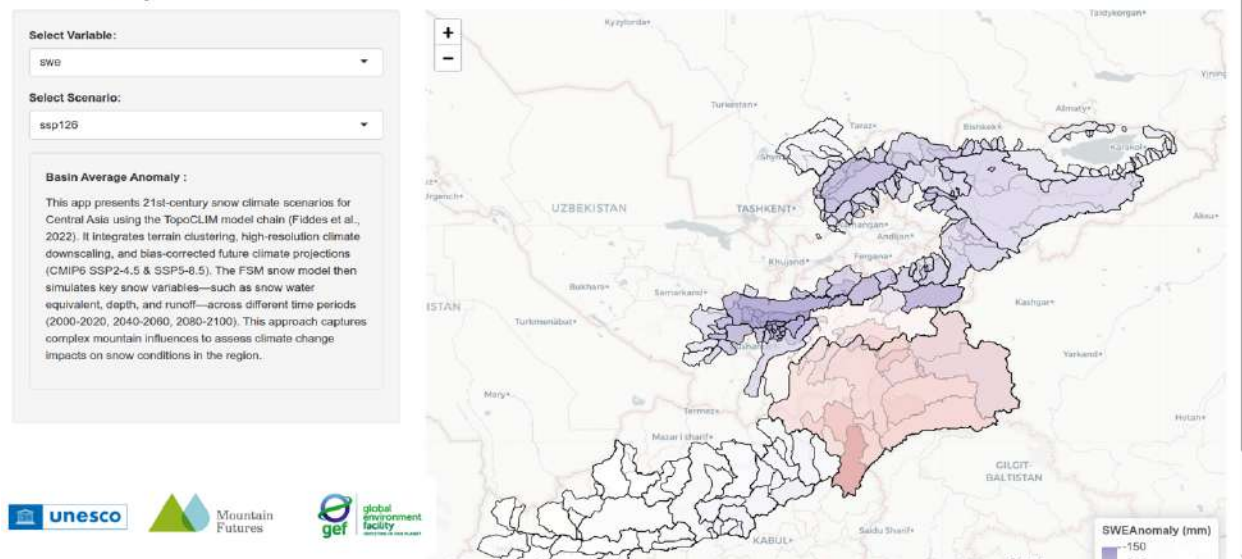 Select Variable:
swe
Select Scenario:
ssp126
Basin Average Anomaly :
This app presents 21st-century snow climate scenarios for
Central Asia using the TopoCLIM model chain (Fiddes et al.,
2022). It integrates terrain clustering, high-resolution climate
downscaling, and bias-corrected future climate projections
(CMIP6 SSP2-4.5 & SSP5-8.5). The FSM snow model then
simulates key snow variables—such as snow water
equivalent, depth, and runoff—across different time periods
(2000-2020, 2040-2060, 2080-2100). This approach captures
complex mountain influences to assess climate change
impacts on snow conditions in the region.
unesco
Mountain
Futures
gef
global
environment
facility
+
−
Kyzylorda
Taldykorgan
Yining
Turkestan
Almaty
Taraz
Bishkek
Karakol
UZBEKISTAN
TASHKENT
Aksu
Andijan
Khujand
Fergana
Bukhara
Samarkand
Kashgar
Turkmenabat
Yarkand
Mary
Termez
Hotan
Mazar i sharif
GILGIT-
BALTISTAN
KABUL
Saidu Sharif
SWEAnomaly (mm)
-150